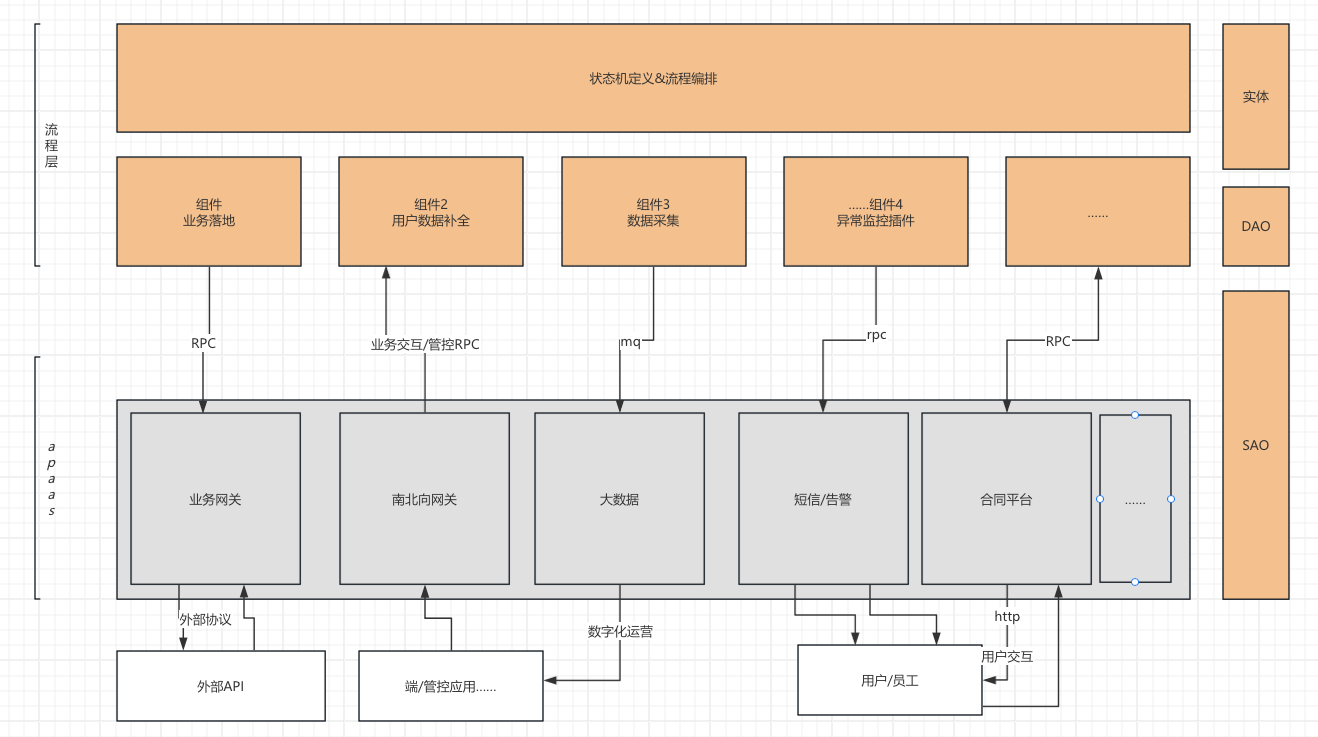 状态机定义&流程编排
实体
流
程
层
组件
业务落地
组件2
用户数据补全
组件3
数据采集
……组件4
异常监控插件
……
DAO
RPC
业务交互/管控RPC
mq
rpc
RPC
SAO
a
p
a
a
s
业务网关
南北向网关
大数据
短信/告警
合同平台
……
外部协议
数字化运营
http
用户交互
外部API
端/管控应用……
用户/员工